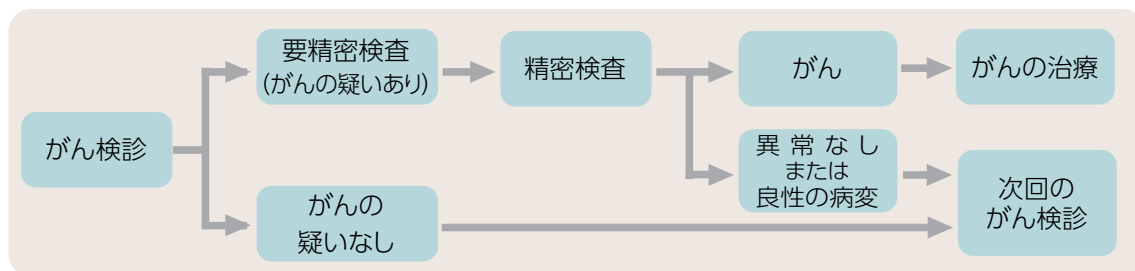 がん検診
要精密検査
(がんの疑いあり)
精密検査
がん
がんの治療
異常なし
または
良性の病変
がんの
疑いなし
次回の
がん検診